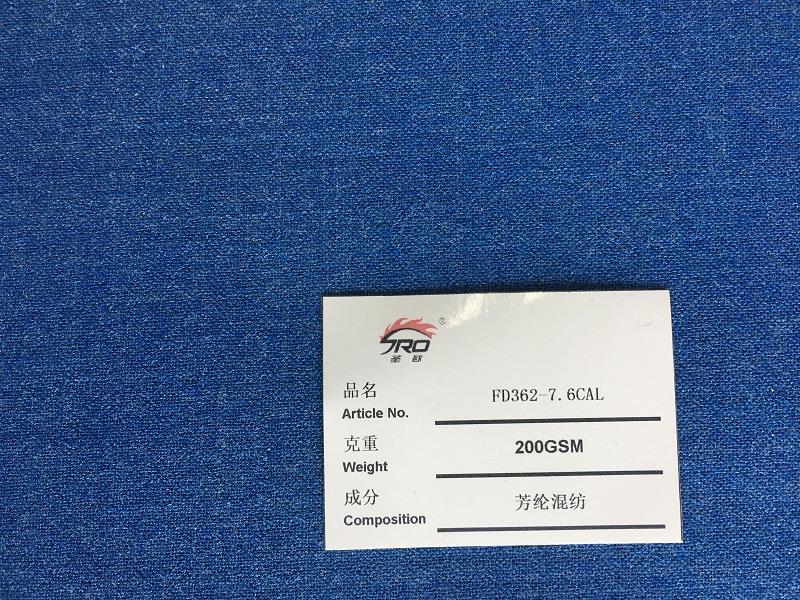 ®
SRO
圣欧
品名 FD362-7.6CAL
Article No.
克重 200GSM
Weight
成分 芳纶混纺
Composition